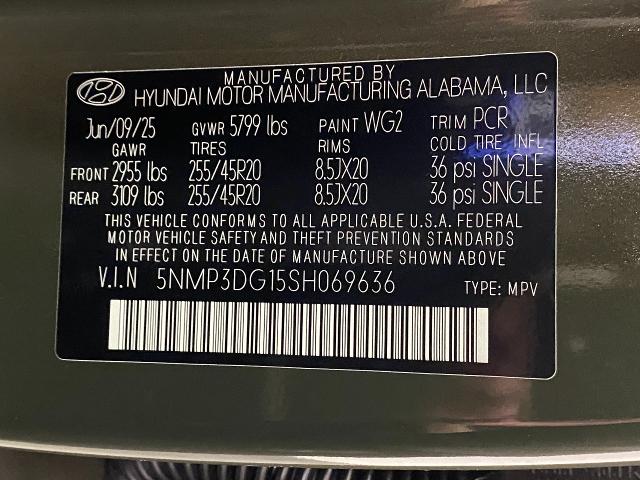 MANUFACTURED BY
HYUNDAI MOTOR MANUFACTURING ALABAMA, LLC
Jun/09/25 GVWR 5799 lbs PAINT WG2 TRIM PCR
GAWR TIRES RIMS COLD TIRE INFL
FRONT 2955 lbs 255/45R20 8.5JX20 36 psi SINGLE
REAR 3109 lbs 255/45R20 8.5JX20 36 psi SINGLE
THIS VEHICLE CONFORMS TO ALL APPLICABLE U.S.A. FEDERAL
MOTOR VEHICLE SAFETY AND THEFT PREVENTION STANDARDS
IN EFFECT ON THE DATE OF MANUFACTURE SHOWN ABOVE
V.I.N 5NMP3DG15SH069636 TYPE: MPV